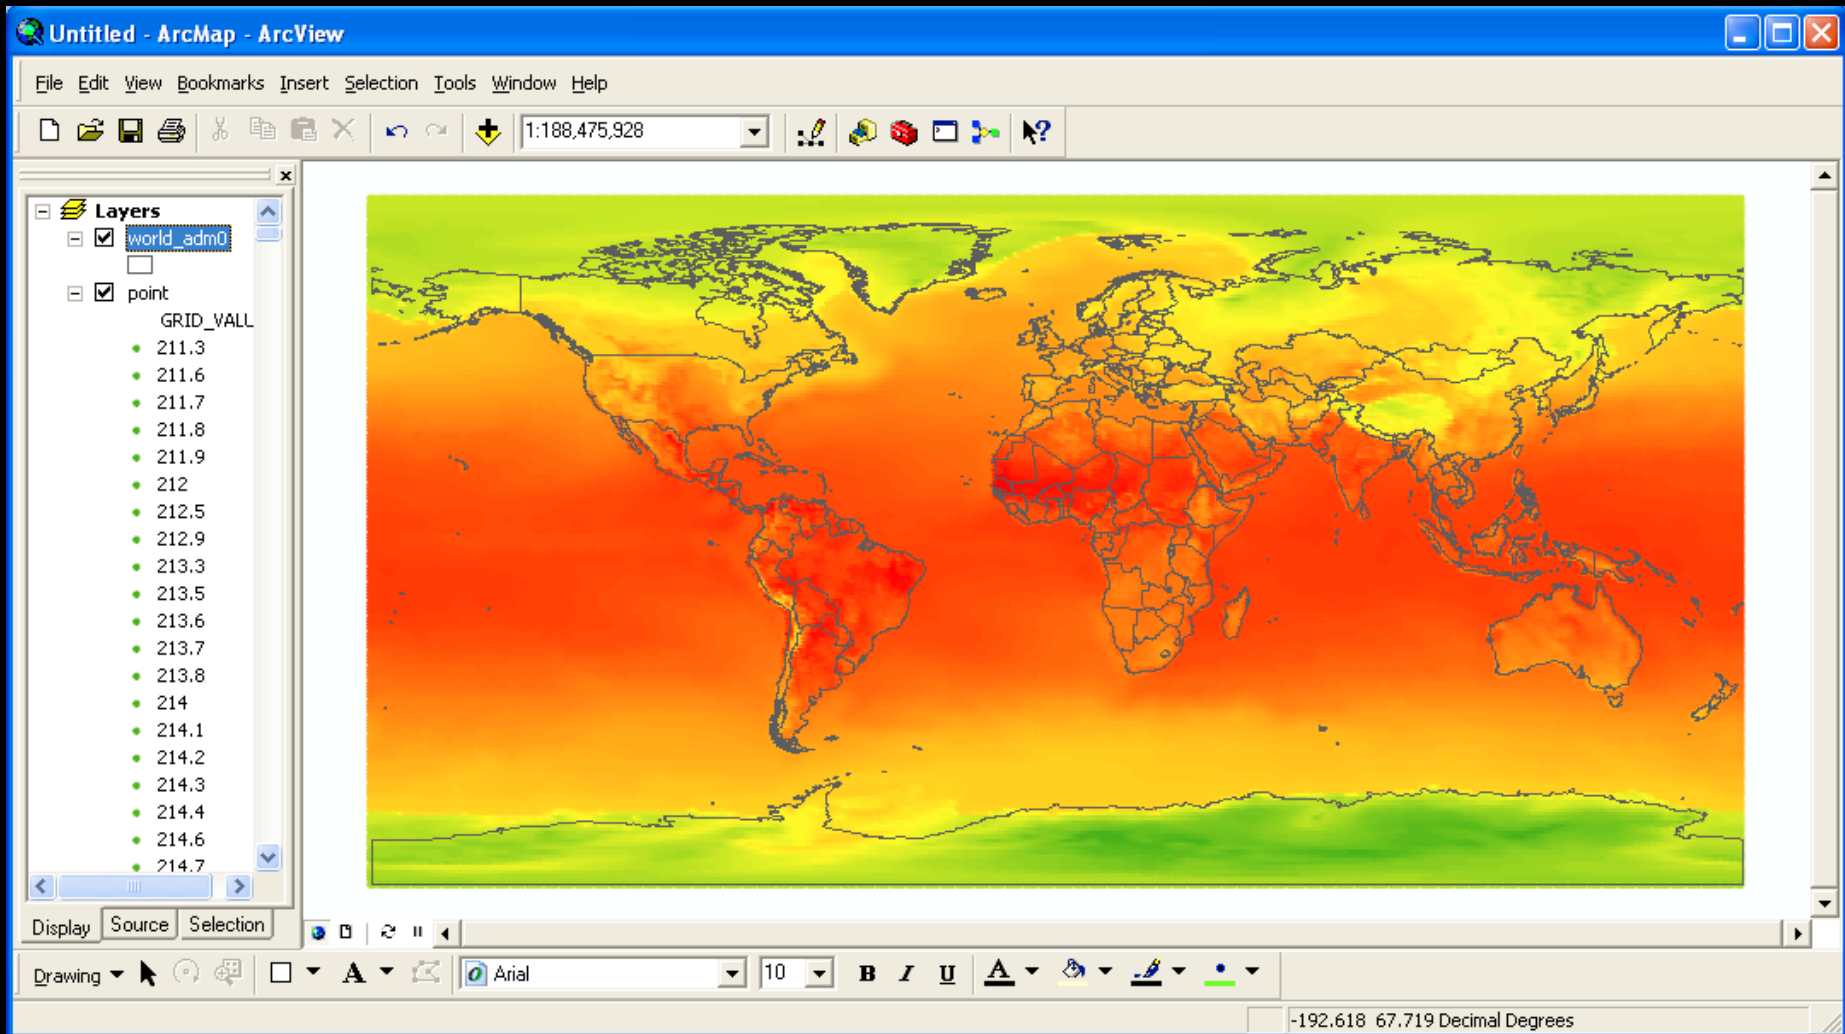 Untitled - ArcMap - ArcView
File Edit View Bookmarks Insert Selection Tools Window Help
1:188,475,928
Layers
world_adm0
point
GRID_VALL
211.3
211.6
211.7
211.8
211.9
212
212.5
212.9
213.3
213.5
213.6
213.7
213.8
214
214.1
214.2
214.3
214.4
214.6
214.7
Display Source Selection
Drawing A Arial 10 B I U A
-192.618 67.719 Decimal Degrees